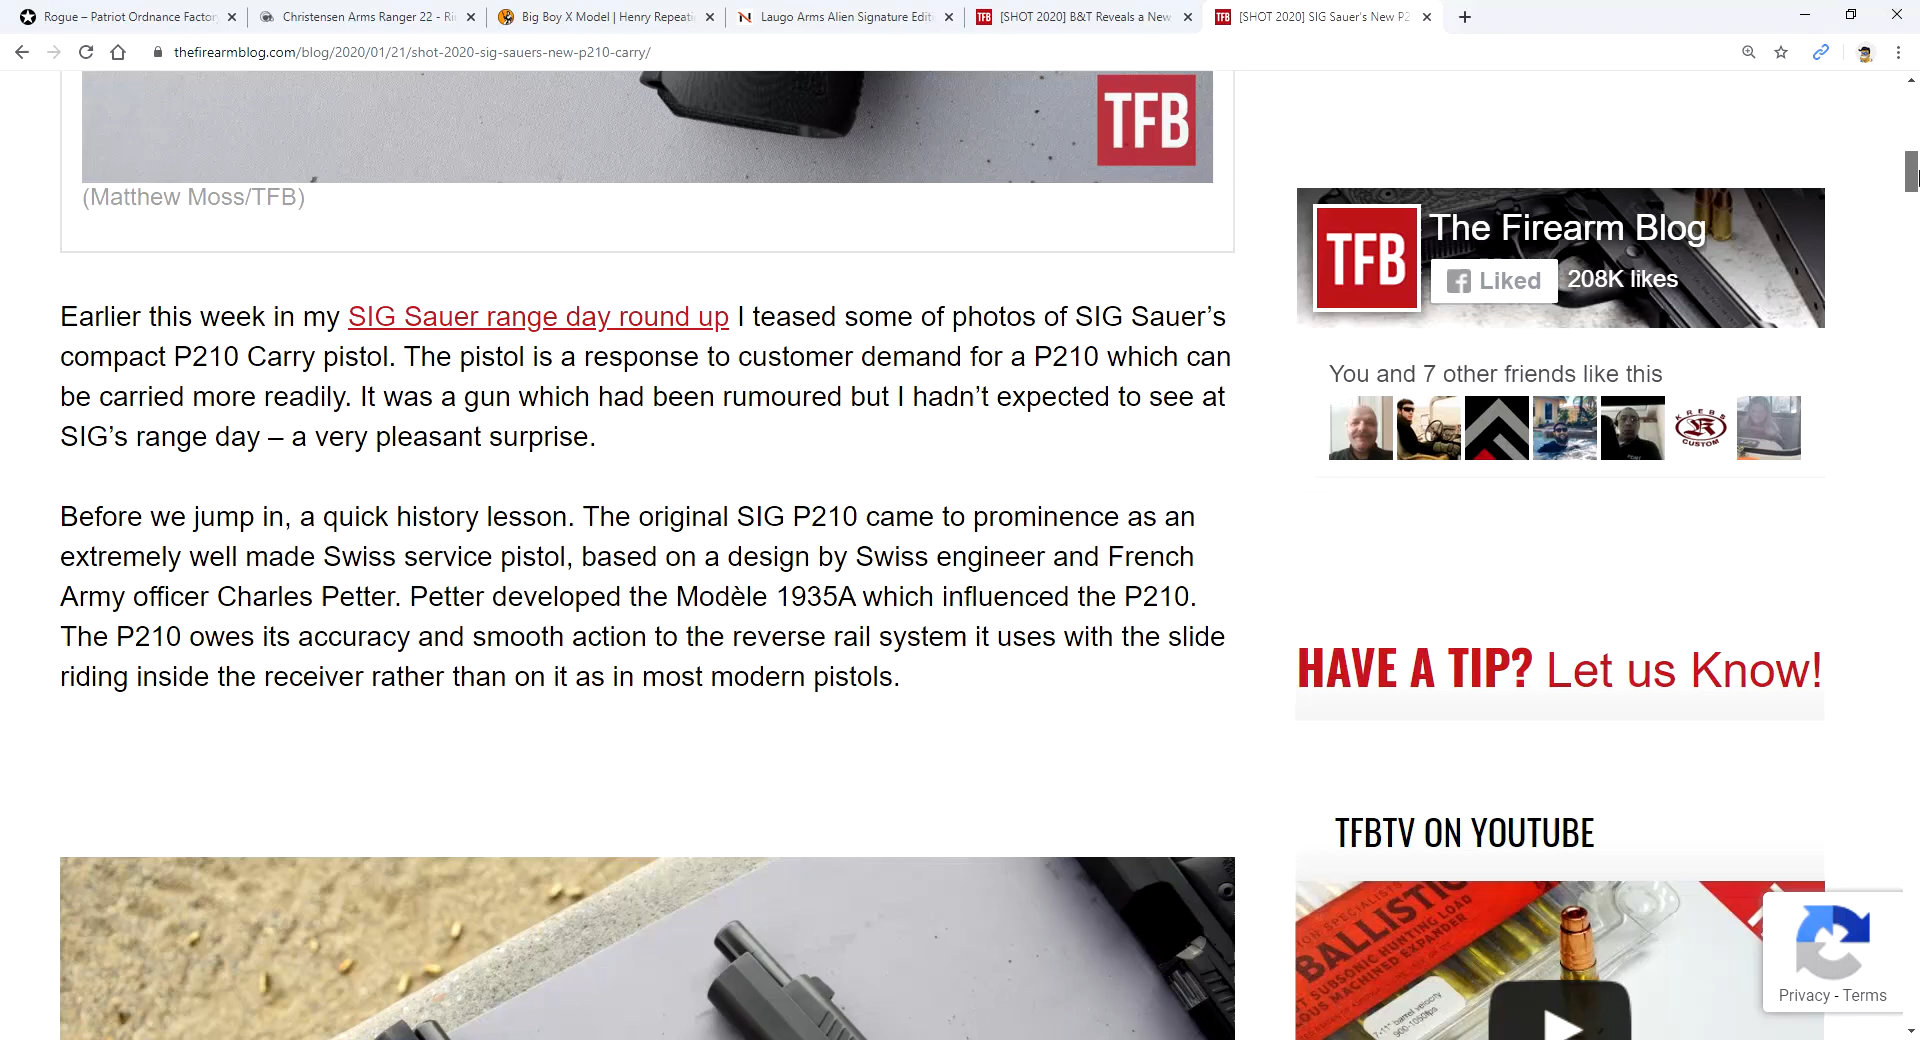 Rogue – Patriot Ordnance Factor
Christensen Arms Ranger 22 - Ri
Big Boy X Model | Henry Repeati
Laugo Arms Alien Signature Editi
[SHOT 2020] B&T Reveals a New
[SHOT 2020] SIG Sauer's New P2
thefirearmblog.com/blog/2020/01/21/shot-2020-sig-sauers-new-p210-carry/
TFB
(Matthew Moss/TFB)
Earlier this week in my SIG Sauer range day round up I teased some of photos of SIG Sauer’s
compact P210 Carry pistol. The pistol is a response to customer demand for a P210 which can
be carried more readily. It was a gun which had been rumoured but I hadn’t expected to see at
SIG’s range day – a very pleasant surprise.
Before we jump in, a quick history lesson. The original SIG P210 came to prominence as an
extremely well made Swiss service pistol, based on a design by Swiss engineer and French
Army officer Charles Petter. Petter developed the Modèle 1935A which influenced the P210.
The P210 owes its accuracy and smooth action to the reverse rail system it uses with the slide
riding inside the receiver rather than on it as in most modern pistols.
TFB
The Firearm Blog
Liked
208K likes
You and 7 other friends like this
KREBS
CUSTOM
HAVE A TIP? Let us Know!
TFBTV ON YOUTUBE
SPECIALISTS
BALLISTIC
SUBSONIC HUNTING LOAD
MACHINED EXPANDER
barrel velocity
Privacy - Terms